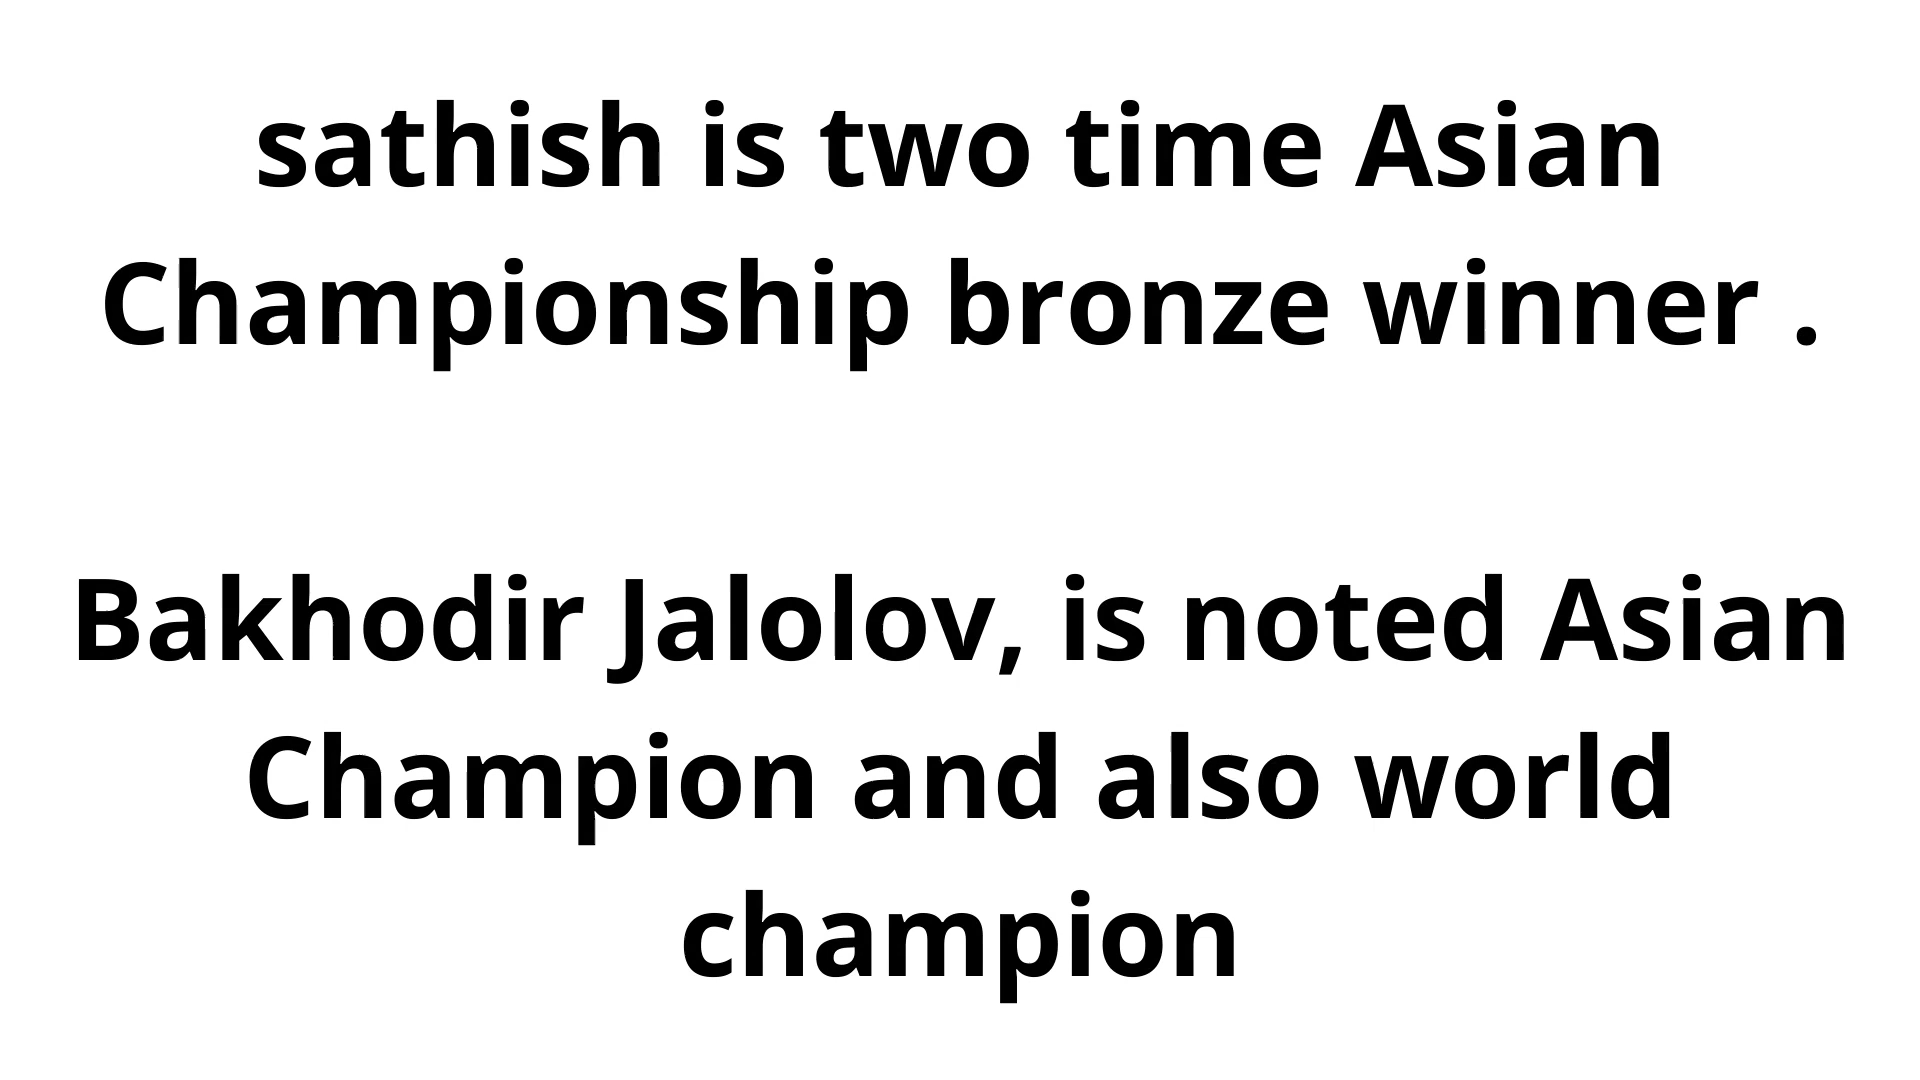 sathish is two time Asian
Championship bronze winner .
Bakhodir Jalolov, is noted Asian
Champion and also world
champion